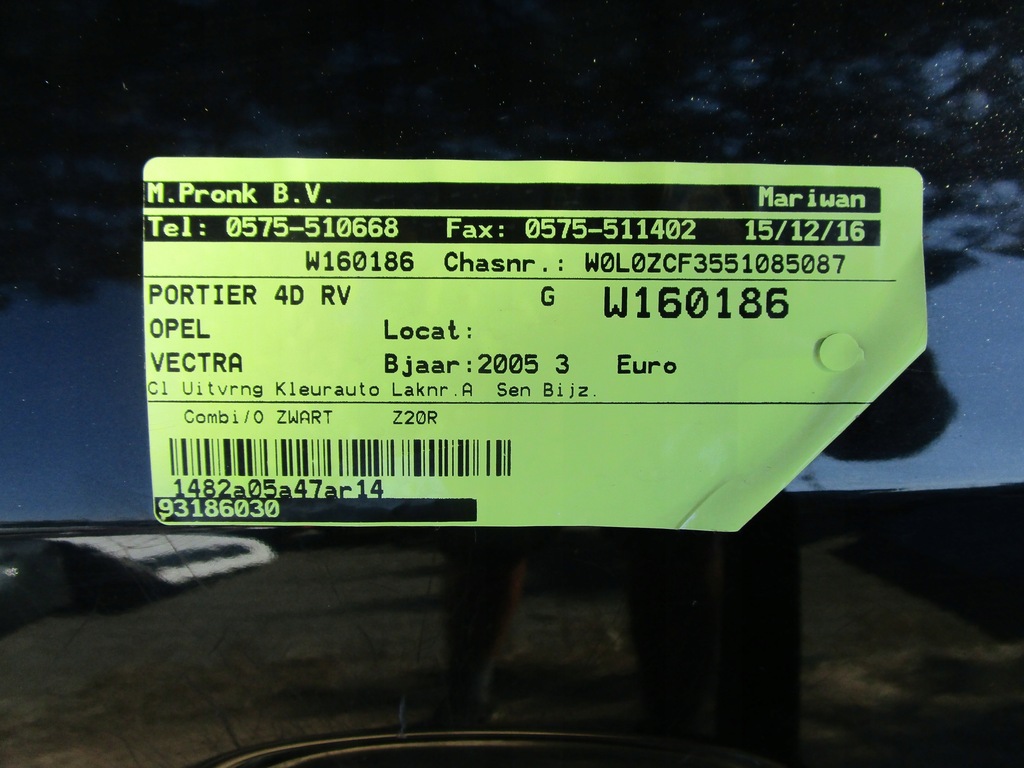 M.Pronk B.V. Mariwan
Tel: 0575-510668 Fax: 0575-511402 15/12/16
W160186 Chasnr.: W0L0ZCF3551085087
PORTIER 4D RV G W160186
OPEL Locat:
VECTRA Bjaar:2005 3 Euro
Cl Uitvrng Kleurauto Laknr.A Sen Bijz.
Combi/O ZWART Z20R
1482a05a47ar14
93186030